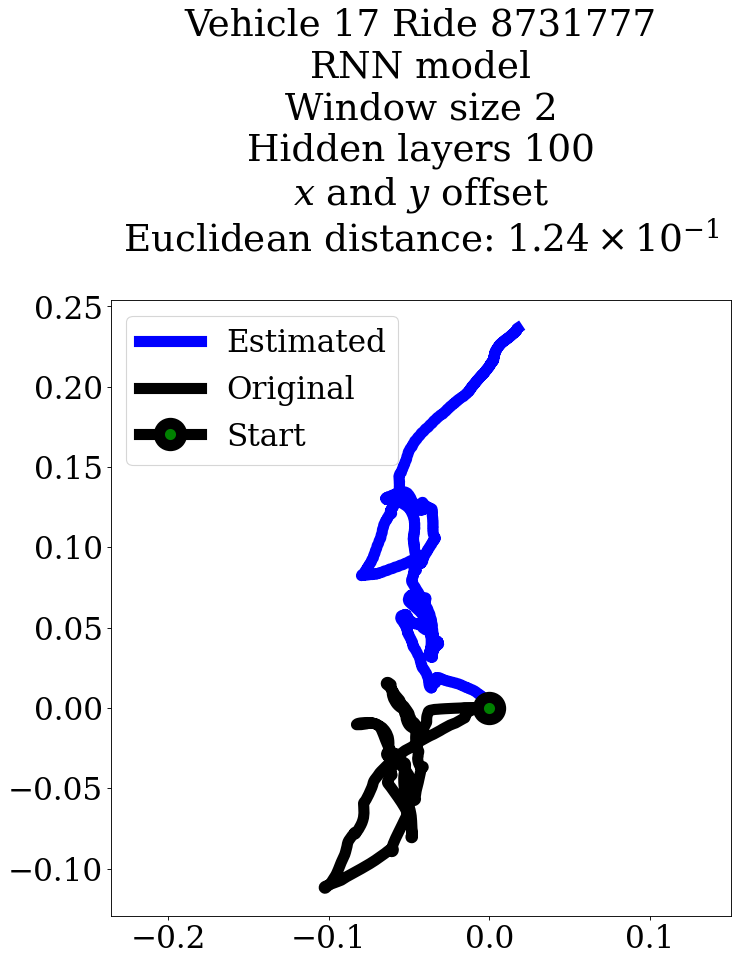 Vehicle 17 Ride 8731777
RNN model
Window size 2
Hidden layers 100
x and y offset
Euclidean distance: 1.24 × 10⁻¹
0.25
0.20
0.15
0.10
0.05
0.00
−0.05
−0.10
Estimated
Original
Start
−0.2 −0.1 0.0 0.1